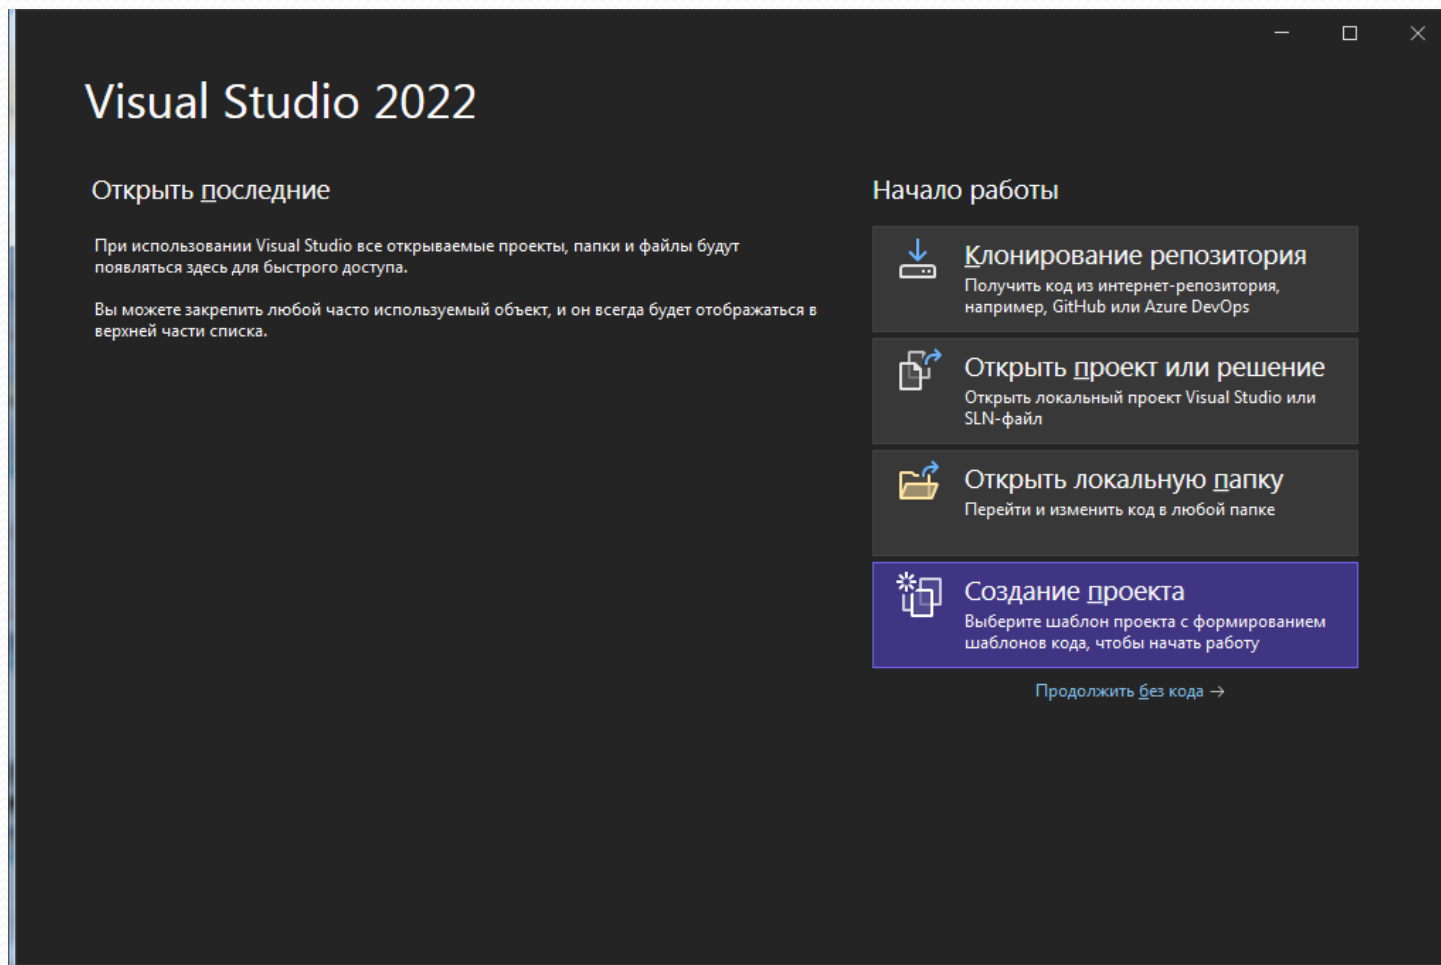 Visual Studio 2022
Открыть последние
При использовании Visual Studio все открываемые проекты, папки и файлы будут
появляться здесь для быстрого доступа.
Вы можете закрепить любой часто используемый объект, и он всегда будет отображаться в
верхней части списка.
Начало работы
Клонирование репозитория
Получить код из интернет-репозитория,
например, GitHub или Azure DevOps
Открыть проект или решение
Открыть локальный проект Visual Studio или
SLN-файл
Открыть локальную папку
Перейти и изменить код в любой папке
Создание проекта
Выберите шаблон проекта с формированием
шаблонов кода, чтобы начать работу
Продолжить без кода →